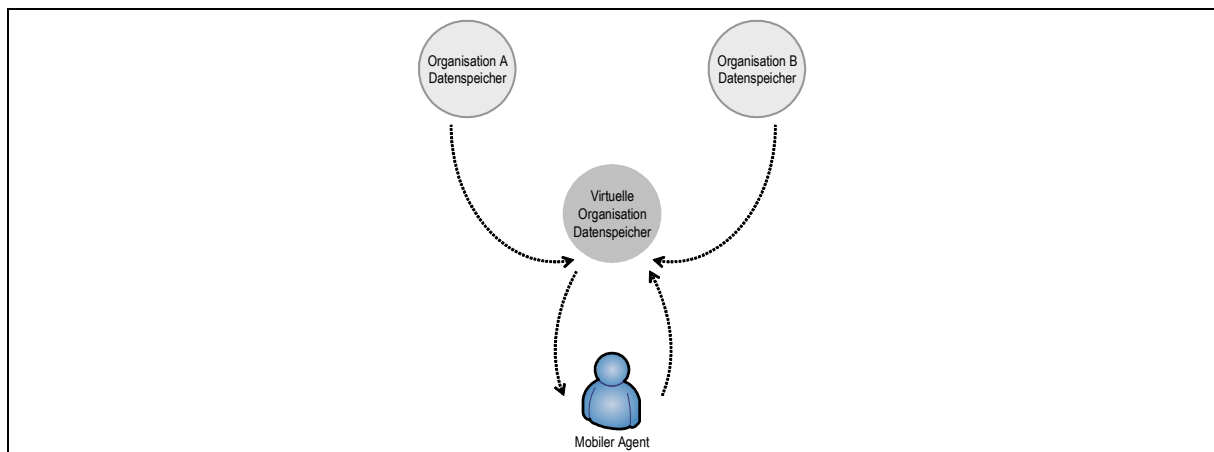 Organisation A
Datenspeicher
Organisation B
Datenspeicher
Virtuelle
Organisation
Datenspeicher
Mobiler Agent